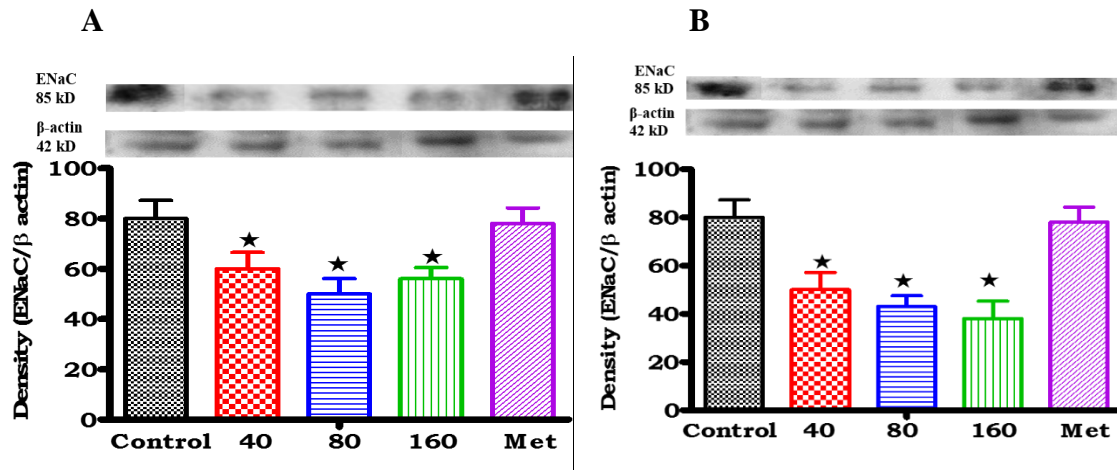 A
ENaC
85 kD
β-actin
42 kD
Density (ENaC/β actin)
100
80
60
40
20
0
★
★
★
Control 40 80 160 Met
B
ENaC
85 kD
β-actin
42 kD
Density (ENaC/β actin)
100
80
60
40
20
0
★
★
★
Control 40 80 160 Met